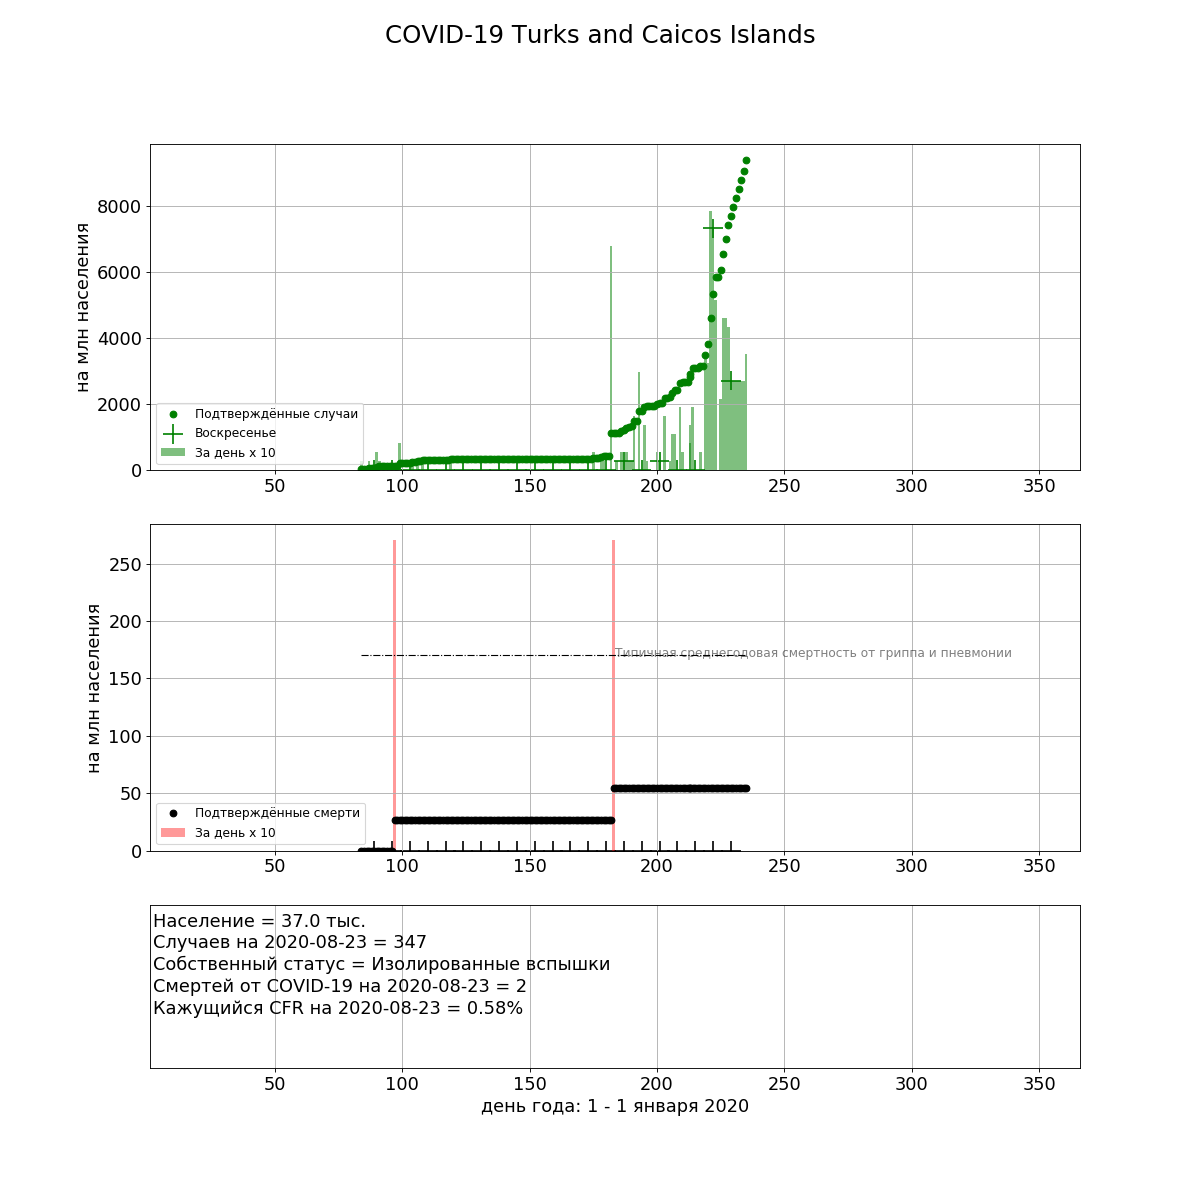 COVID-19 Turks and Caicos Islands
на млн населения
8000
6000
4000
2000
0
Подтверждённые случаи
Воскресенье
За день x 10
50 100 150 200 250 300 350
на млн населения
250
200
150
100
50
0
Типичная среднегодовая смертность от гриппа и пневмонии
Подтверждённые смерти
За день x 10
50 100 150 200 250 300 350
Население = 37.0 тыс.
Случаев на 2020-08-23 = 347
Собственный статус = Изолированные вспышки
Смертей от COVID-19 на 2020-08-23 = 2
Кажущийся CFR на 2020-08-23 = 0.58%
50 100 150 200 250 300 350
день года: 1 - 1 января 2020